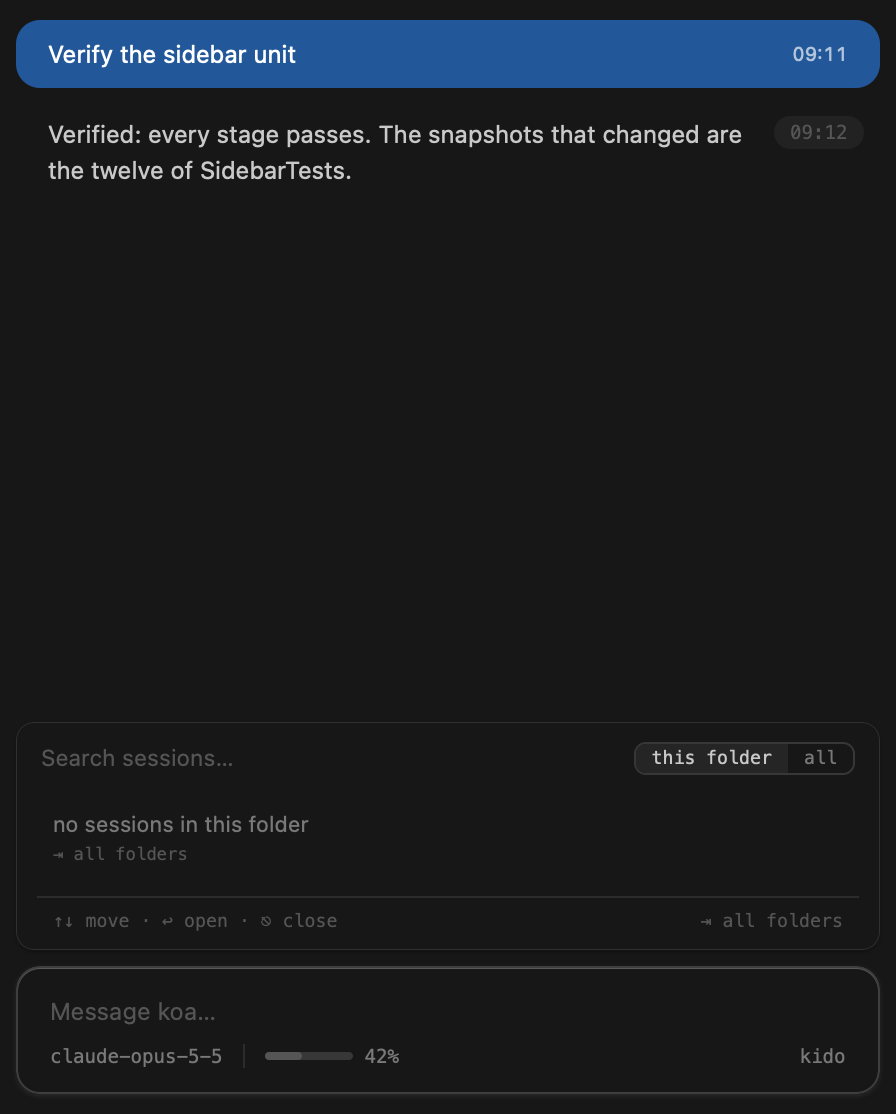 Verify the sidebar unit 09:11
Verified: every stage passes. The snapshots that changed are 09:12
the twelve of SidebarTests.
Search sessions… this folder all
no sessions in this folder
⇥ all folders
↑↓ move · ↩ open · ⎋ close ⇥ all folders
Message koa…
claude-opus-5-5 42% kido